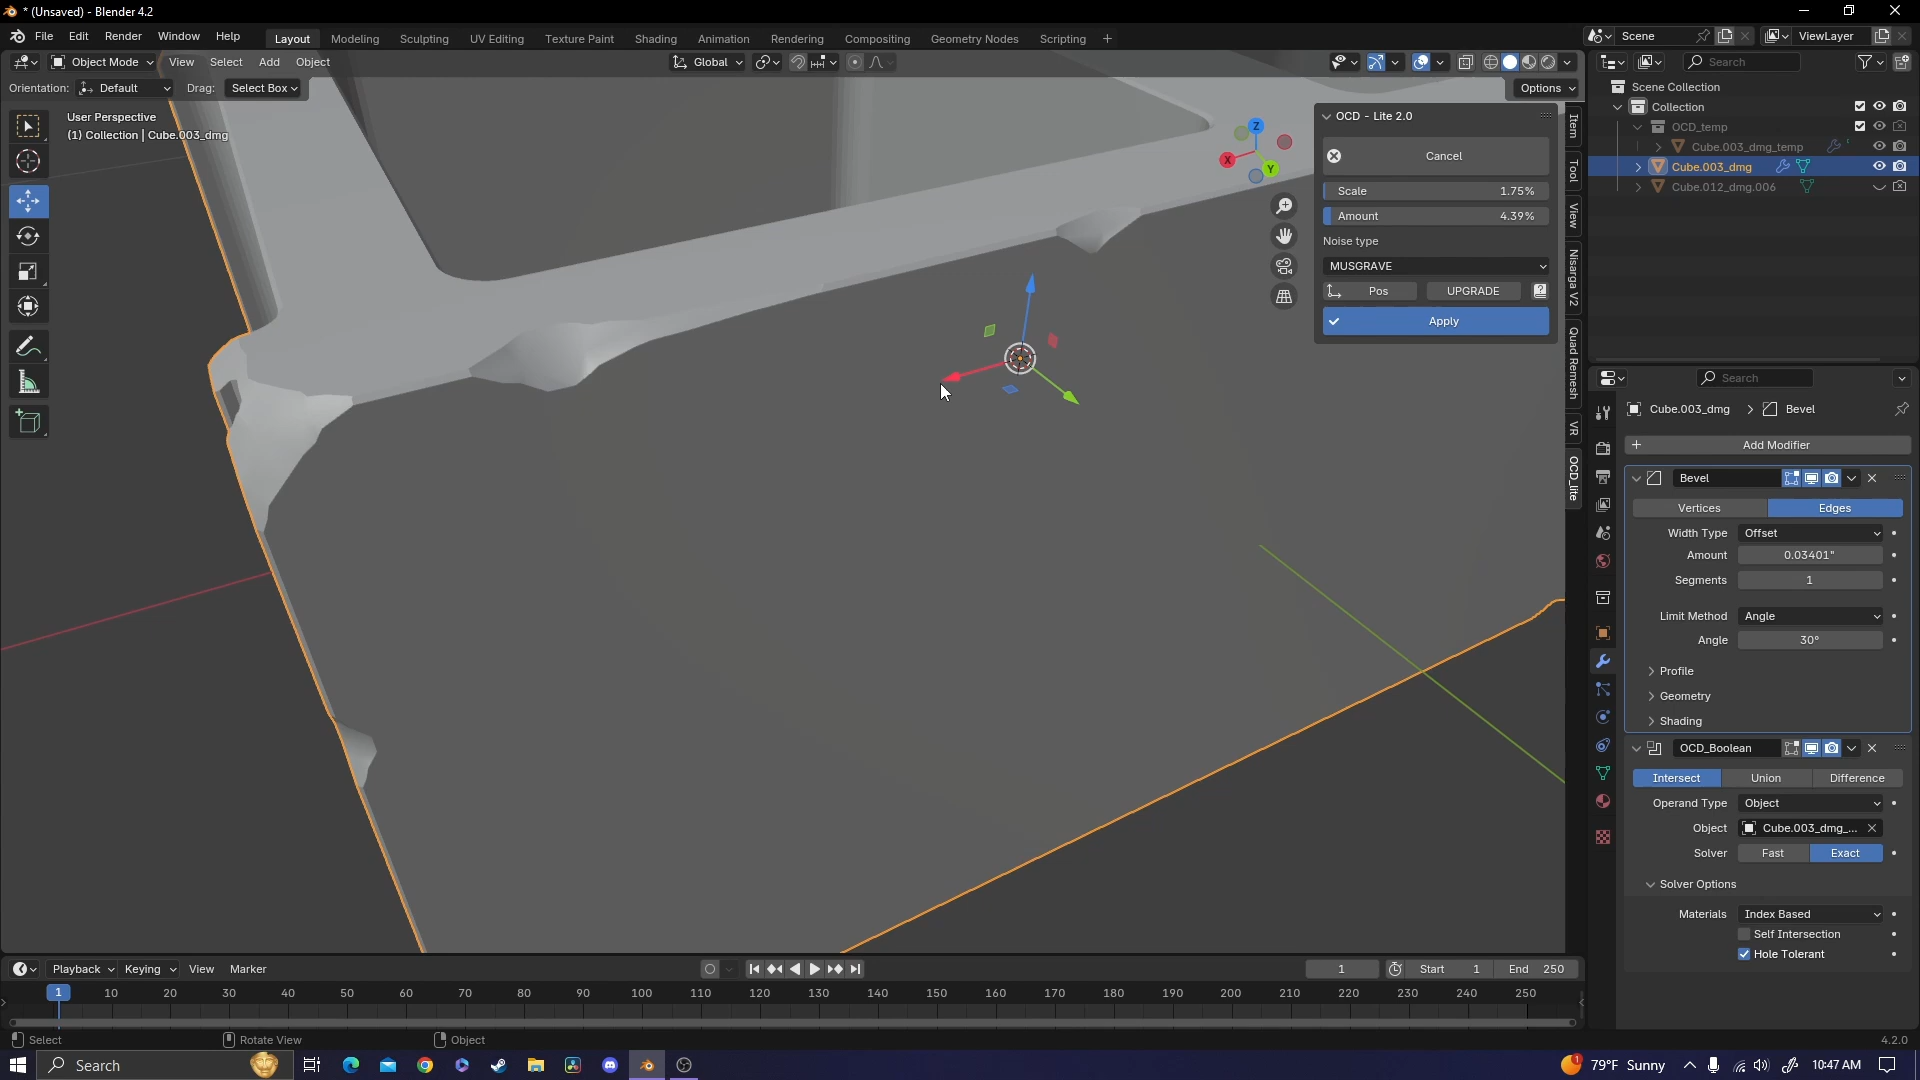 * (Unsaved) - Blender 4.2
File Edit Render Window Help
Layout Modeling Sculpting UV Editing Texture Paint Shading Animation Rendering Compositing Geometry Nodes Scripting +
Scene
ViewLayer
Object Mode View Select Add Object
Global
Search
Orientation: Default Drag: Select Box
Options
User Perspective
(1) Collection | Cube.003_dmg
Scene Collection
Collection
OCD_temp
Cube.003_dmg_temp
Cube.003_dmg
Cube.012_dmg.006
X
Y
Z
OCD - Lite 2.0
Cancel
Scale 1.75%
Amount 4.39%
Noise type
MUSGRAVE
Pos UPGRADE
Apply
Item
Tool
View
Nisarga V2
Quad Remesh
VR
OCD_lite
Search
Cube.003_dmg > Bevel
+ Add Modifier
Bevel
Vertices Edges
Width Type Offset
Amount 0.03401"
Segments 1
Limit Method Angle
Angle 30°
Profile
Geometry
Shading
OCD_Boolean
Intersect Union Difference
Operand Type Object
Object Cube.003_dmg_...
Solver Fast Exact
Solver Options
Materials Index Based
Self Intersection
Hole Tolerant
Playback Keying View Marker
1 Start 1 End 250
1 10 20 30 40 50 60 70 80 90 100 110 120 130 140 150 160 170 180 190 200 210 220 230 240 250
Select Rotate View Object
4.2.0
Search
1 79°F Sunny 10:47 AM